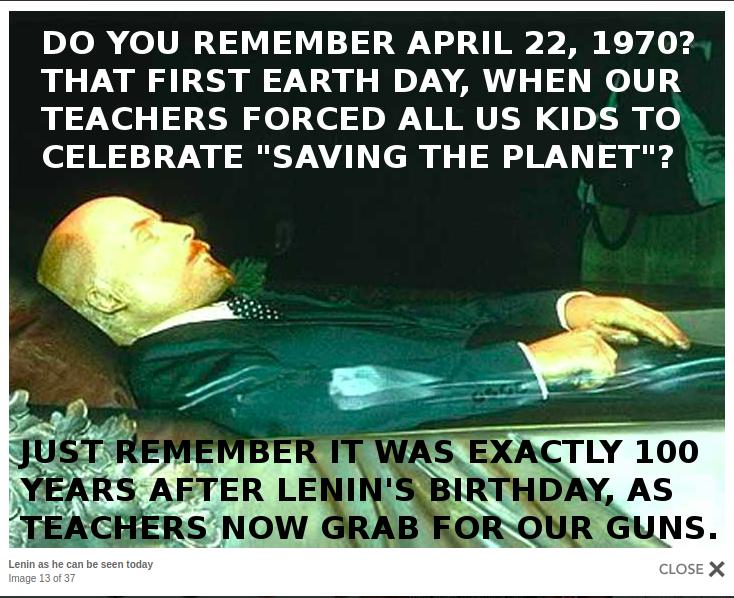 DO YOU REMEMBER APRIL 22, 1970?
THAT FIRST EARTH DAY, WHEN OUR
TEACHERS FORCED ALL US KIDS TO
CELEBRATE "SAVING THE PLANET"?
JUST REMEMBER IT WAS EXACTLY 100
YEARS AFTER LENIN'S BIRTHDAY, AS
TEACHERS NOW GRAB FOR OUR GUNS.
Lenin as he can be seen today
Image 13 of 37
CLOSE